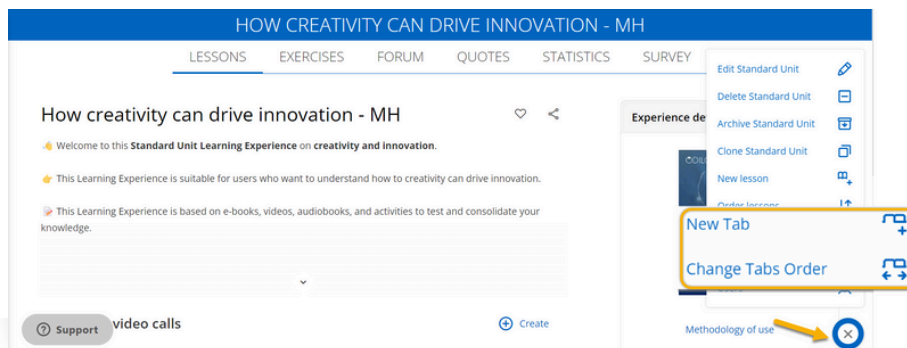 HOW CREATIVITY CAN DRIVE INNOVATION - MH
LESSONS EXERCISES FORUM QUOTES STATISTICS SURVEY
How creativity can drive innovation - MH
👋 Welcome to this Standard Unit Learning Experience on creativity and innovation.
👉 This Learning Experience is suitable for users who want to understand how to creativity can drive innovation.
📝 This Learning Experience is based on e-books, videos, audiobooks, and activities to test and consolidate your
knowledge.
video calls
Create
Support
Experience de
Edit Standard Unit
Delete Standard Unit
Archive Standard Unit
Clone Standard Unit
New lesson
Order lessons
New Tab
Change Tabs Order
Methodology of use